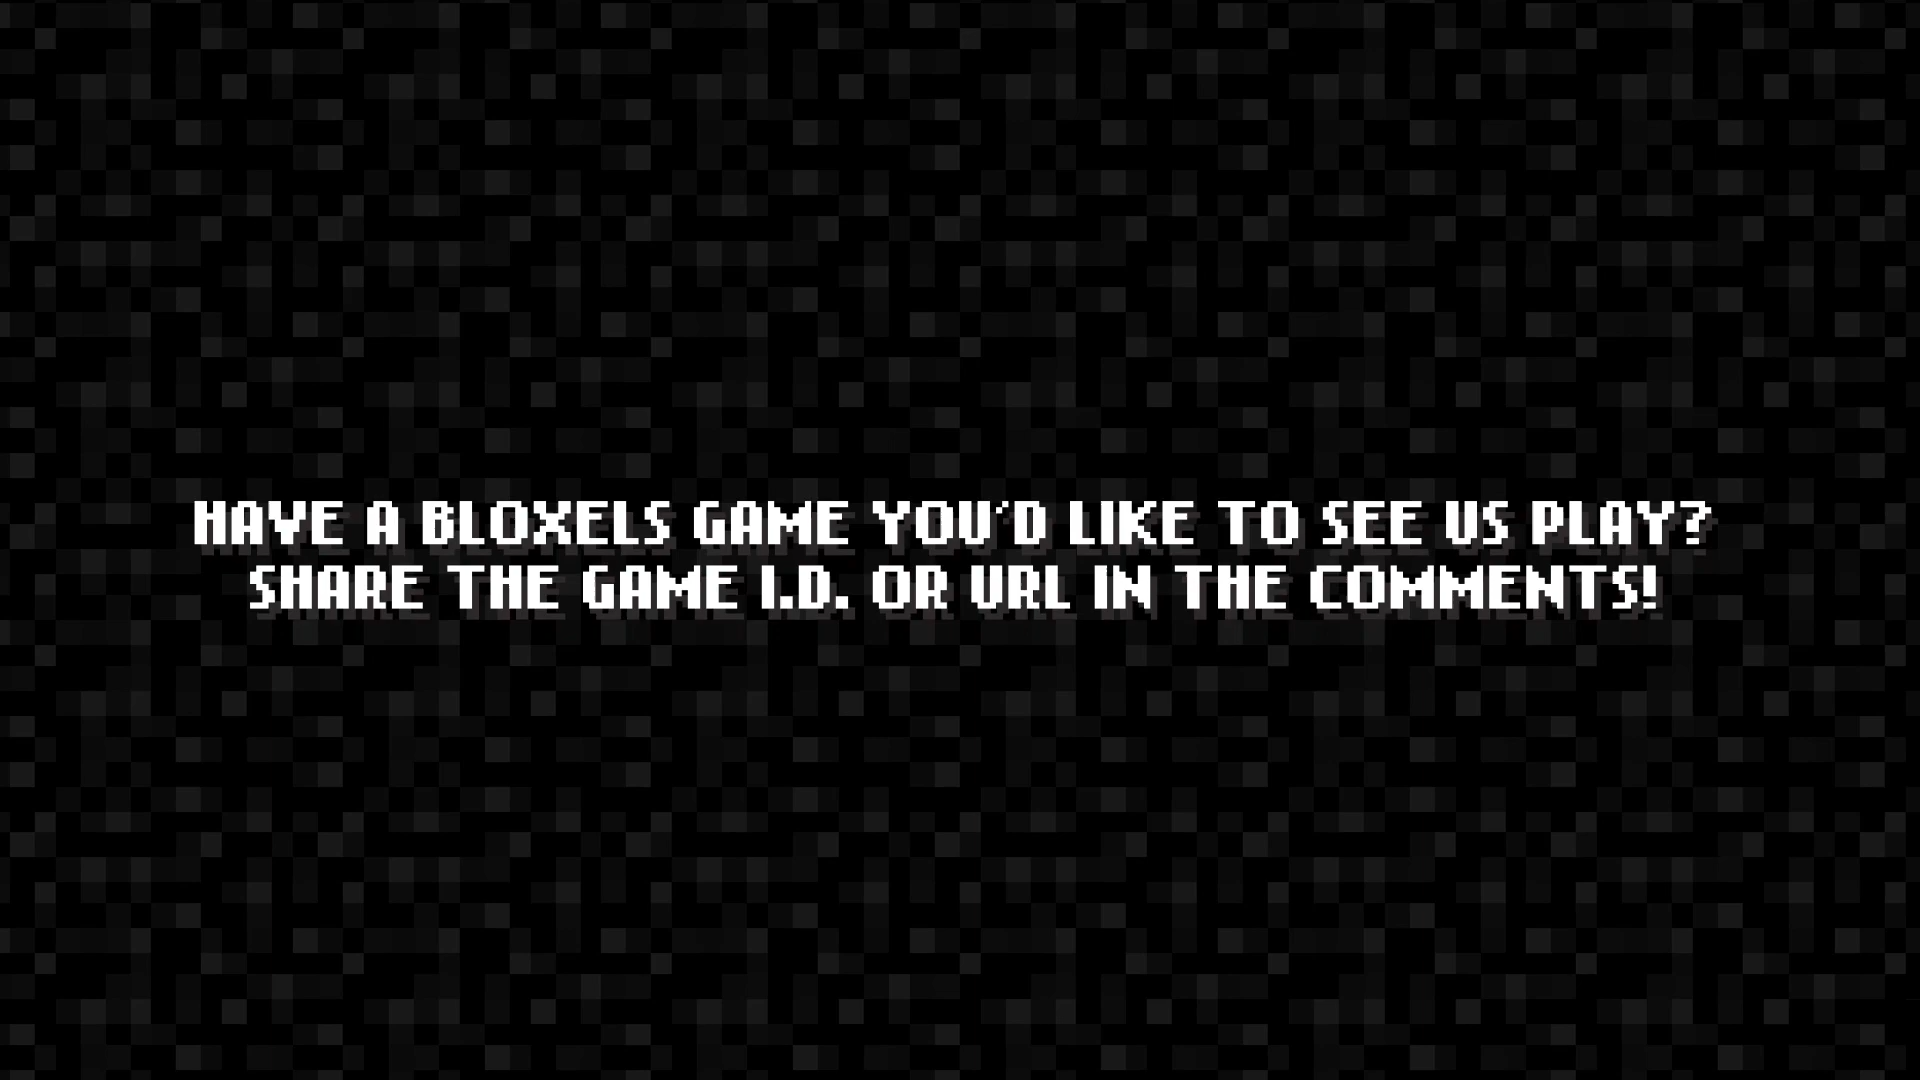 HAVE A BLOXELS GAME YOU'D LIKE TO SEE US PLAY?
SHARE THE GAME I.D. OR URL IN THE COMMENTS!